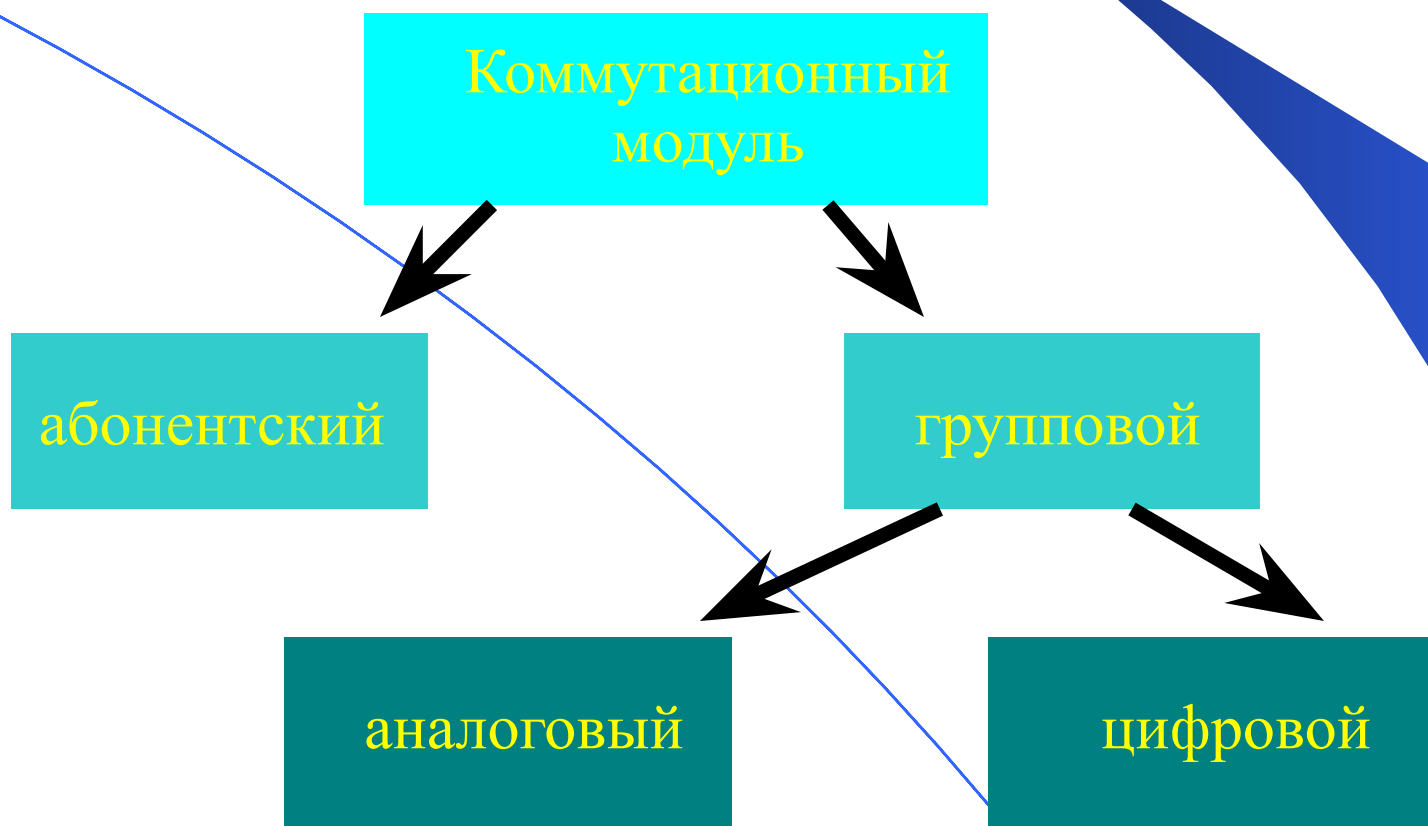 Коммутационный
модуль
абонентский
групповой
аналоговый
цифровой